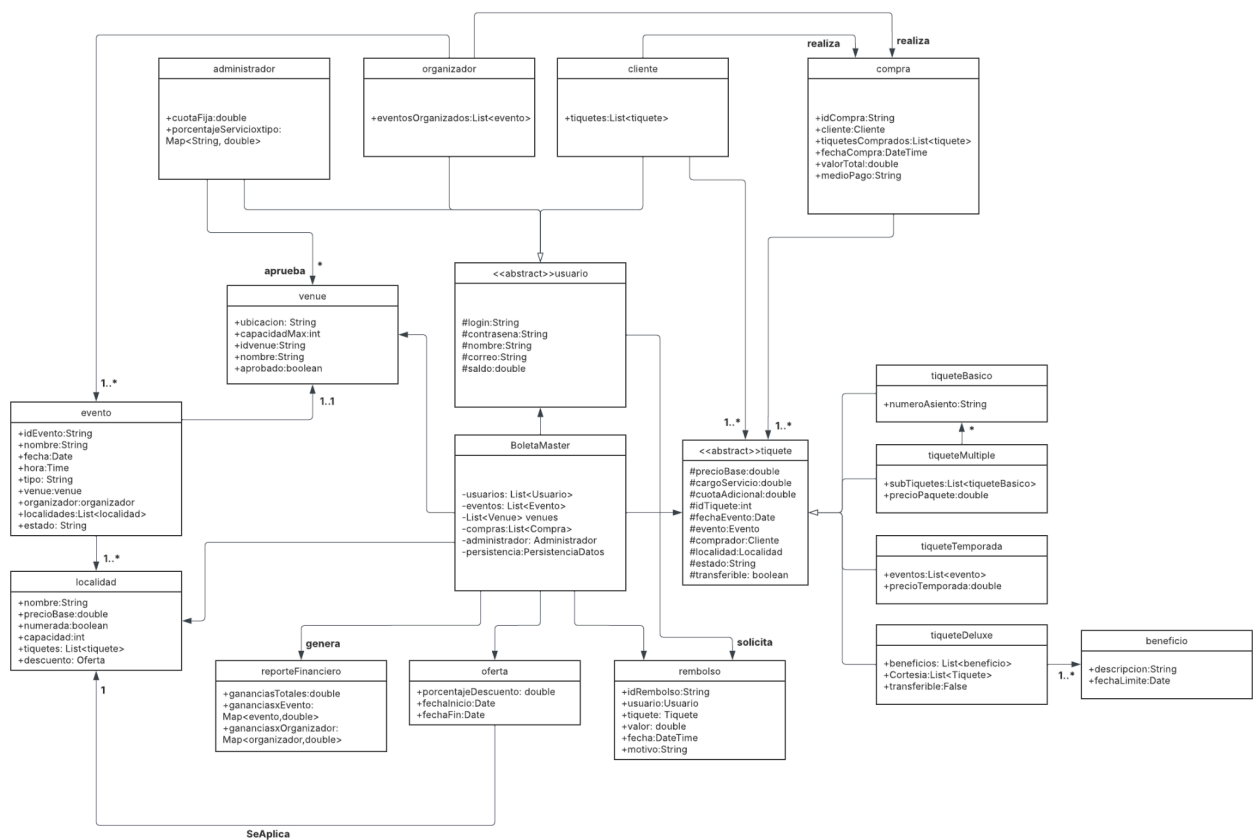 realiza
realiza
administrador
+cuotaFija:double
+porcentajeServicioxtipo:
Map<String, double>
organizador
+eventosOrganizados:List<evento>
cliente
+tiquetes:List<tiquete>
compra
+idCompra:String
+cliente:Cliente
+tiquetesComprados:List<tiquete>
+fechaCompra:DateTime
+valorTotal:double
+medioPago:String
aprueba
*
venue
+ubicacion: String
+capacidadMax:int
+idvenue:String
+nombre:String
+aprobado:boolean
<<abstract>>usuario
#login:String
#contrasena:String
#nombre:String
#correo:String
#saldo:double
1..*
1..1
evento
+idEvento:String
+nombre:String
+fecha:Date
+hora:Time
+tipo: String
+venue:venue
+organizador:organizador
+localidades:List<localidad>
+estado: String
BoletaMaster
-usuarios: List<Usuario>
-eventos: List<Evento>
-List<Venue> venues
-compras:List<Compra>
-administrador: Administrador
-persistencia:PersistenciaDatos
1..*
1..*
<<abstract>>tiquete
#precioBase:double
#cargoServicio:double
#cuotaAdicional:double
#idTiquete:int
#fechaEvento:Date
#evento:Evento
#comprador:Cliente
#localidad:Localidad
#estado:String
#transferible: boolean
tiqueteBasico
+numeroAsiento:String
*
tiqueteMultiple
+subTiquetes:List<tiqueteBasico>
+precioPaquete:double
tiqueteTemporada
+eventos:List<evento>
+precioTemporada:double
tiqueteDeluxe
+beneficios: List<beneficio>
+Cortesia:List<Tiquete>
+transferible:False
1..*
beneficio
+descripcion:String
+fechaLimite:Date
1..*
localidad
+nombre:String
+precioBase:double
+numerada:boolean
+capacidad:int
+tiquetes: List<tiquete>
+descuento: Oferta
1
genera
solicita
reporteFinanciero
+gananciasTotales:double
+gananciasxEvento:
Map<evento,double>
+gananciasxOrganizador:
Map<organizador,double>
oferta
+porcentajeDescuento: double
+fechaInicio:Date
+fechaFin:Date
rembolso
+idRembolso:String
+usuario:Usuario
+tiquete: Tiquete
+valor: double
+fecha:DateTime
+motivo:String
SeAplica